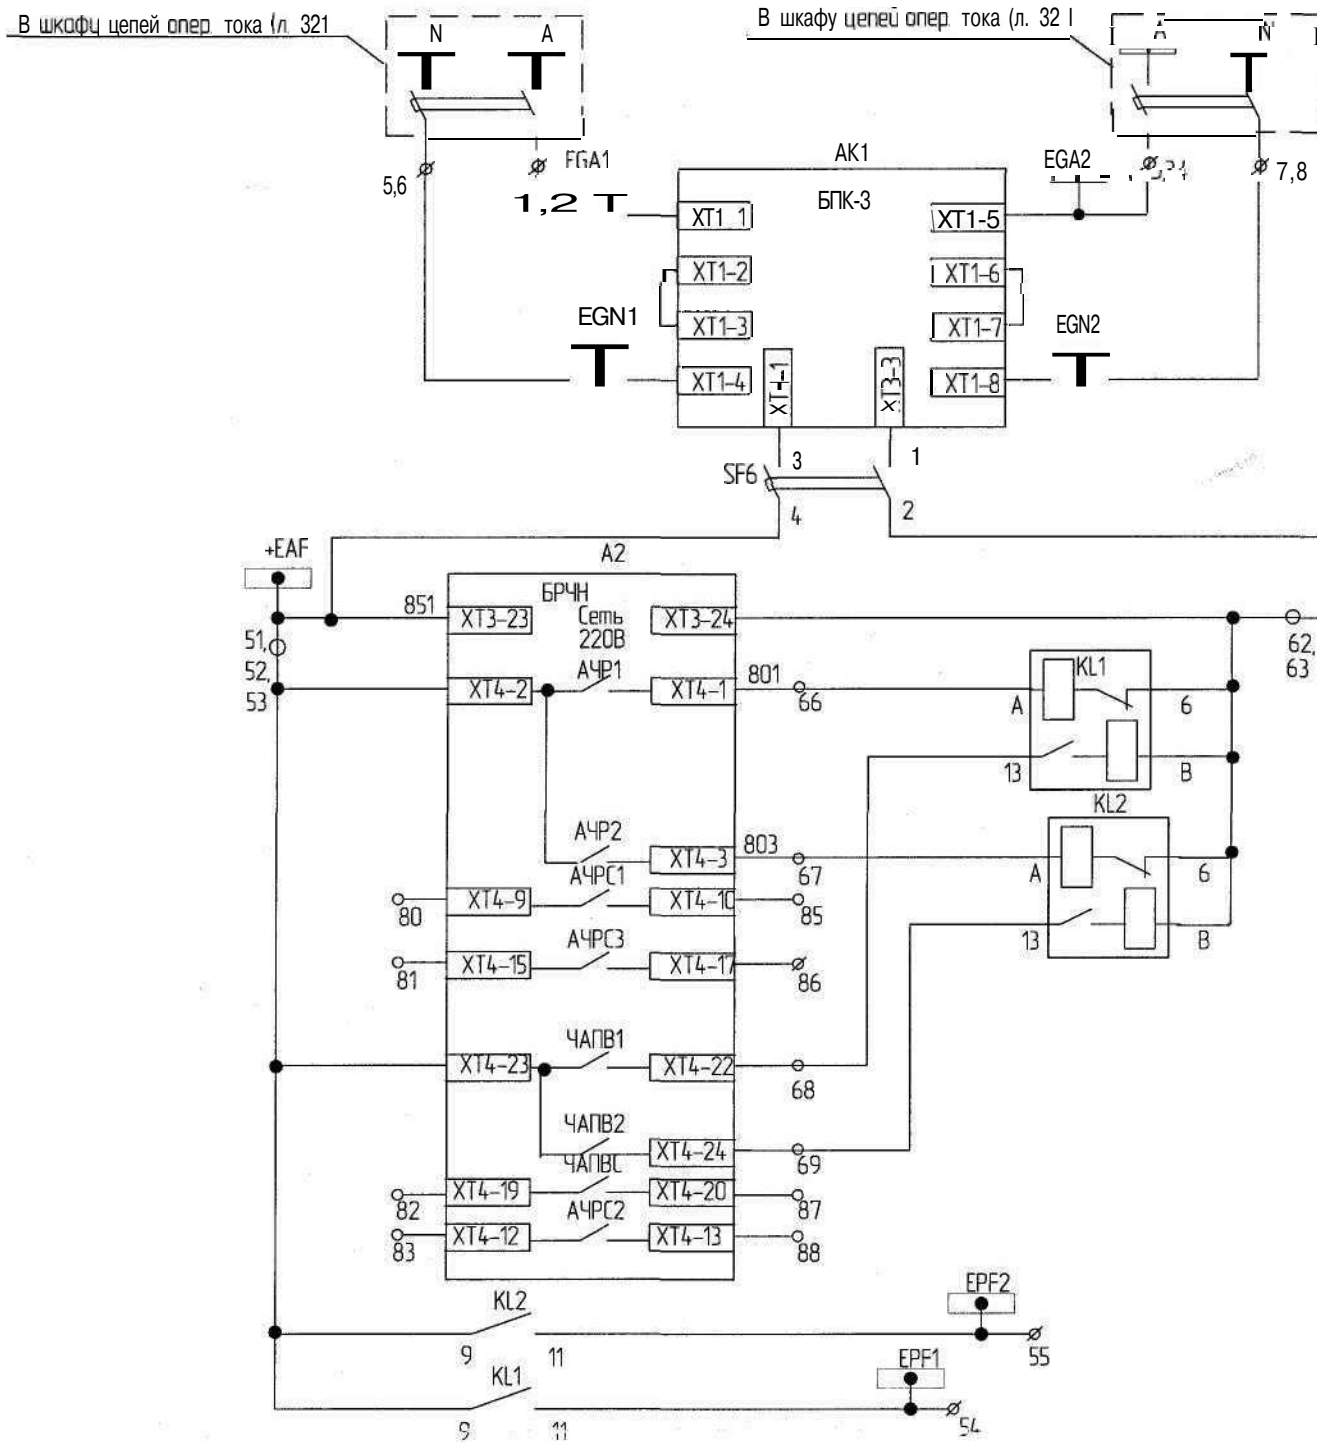 В шкафу цепей опер. тока (л. 321
В шкафу цепей опер. тока (л. 32 I
N A
A N
5,6
FGA1
1,2 T
AK1
БПК-3
EGA2
7,8
XT1 1
XT1-5
XT1-2
XT1-6
EGN1
XT1-3
XT1-7
EGN2
XT1-4
XT3-3
XT1-8
3 1
SF6
4 2
+EAF
A2
БРЧН
851
XT3-23
Сеть
220В
XT3-24
51,
52,
53
62,
63
АЧР1
XT4-2
XT4-1
801
66
KL1
A
6
13
B
KL2
АЧР2
XT4-3
803
67
A
6
АЧРС1
80
XT4-9
XT4-10
85
13
B
АЧРС3
81
XT4-15
XT4-17
86
ЧАПВ1
XT4-23
XT4-22
68
ЧАПВ2
XT4-24
69
ЧАПВС
82
XT4-19
XT4-20
87
АЧРС2
83
XT4-12
XT4-13
88
KL2
EPF2
9 11
55
KL1
EPF1
9 11
54